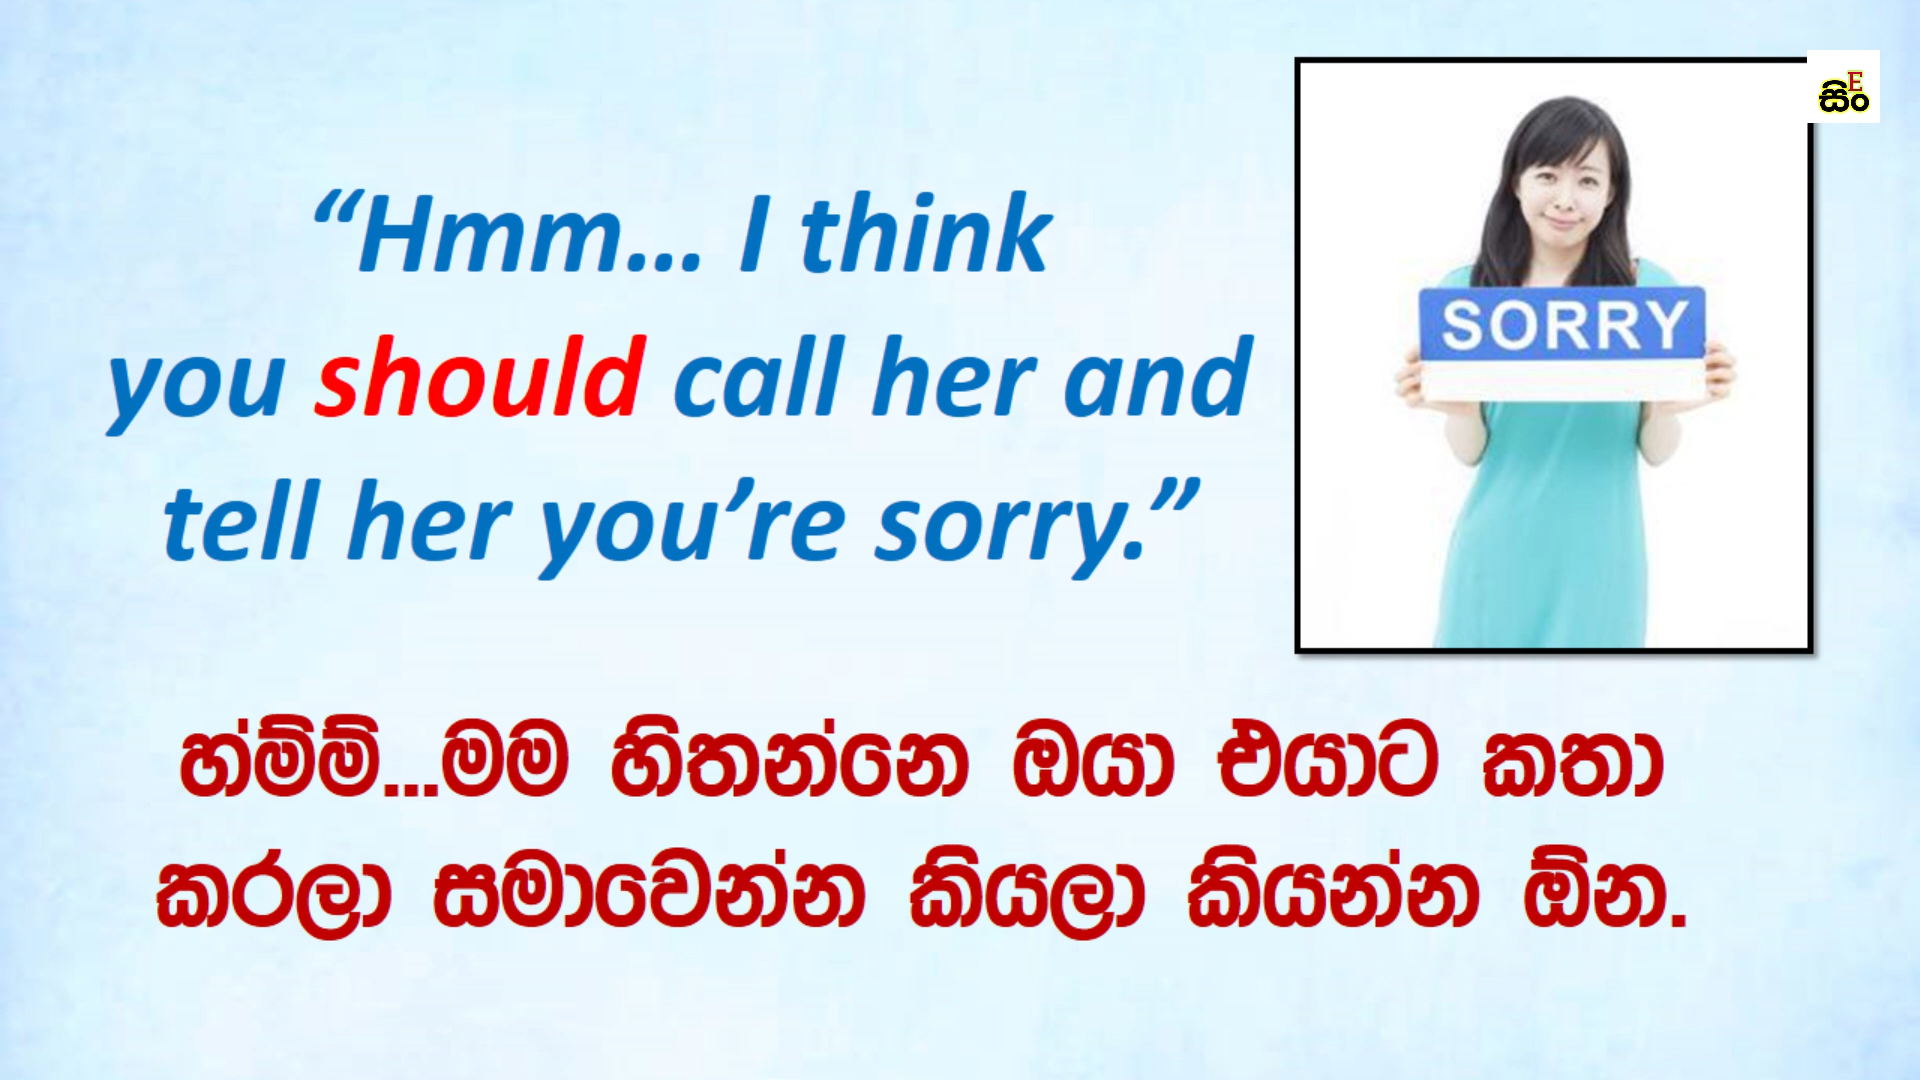 “Hmm... I think
you should call her and
tell her you’re sorry.”
SORRY
E
සිං
හ්ම්ම්...මම හිතන්නෙ ඔයා එයාට කතා
කරලා සමාවෙන්න කියලා කියන්න ඕන.